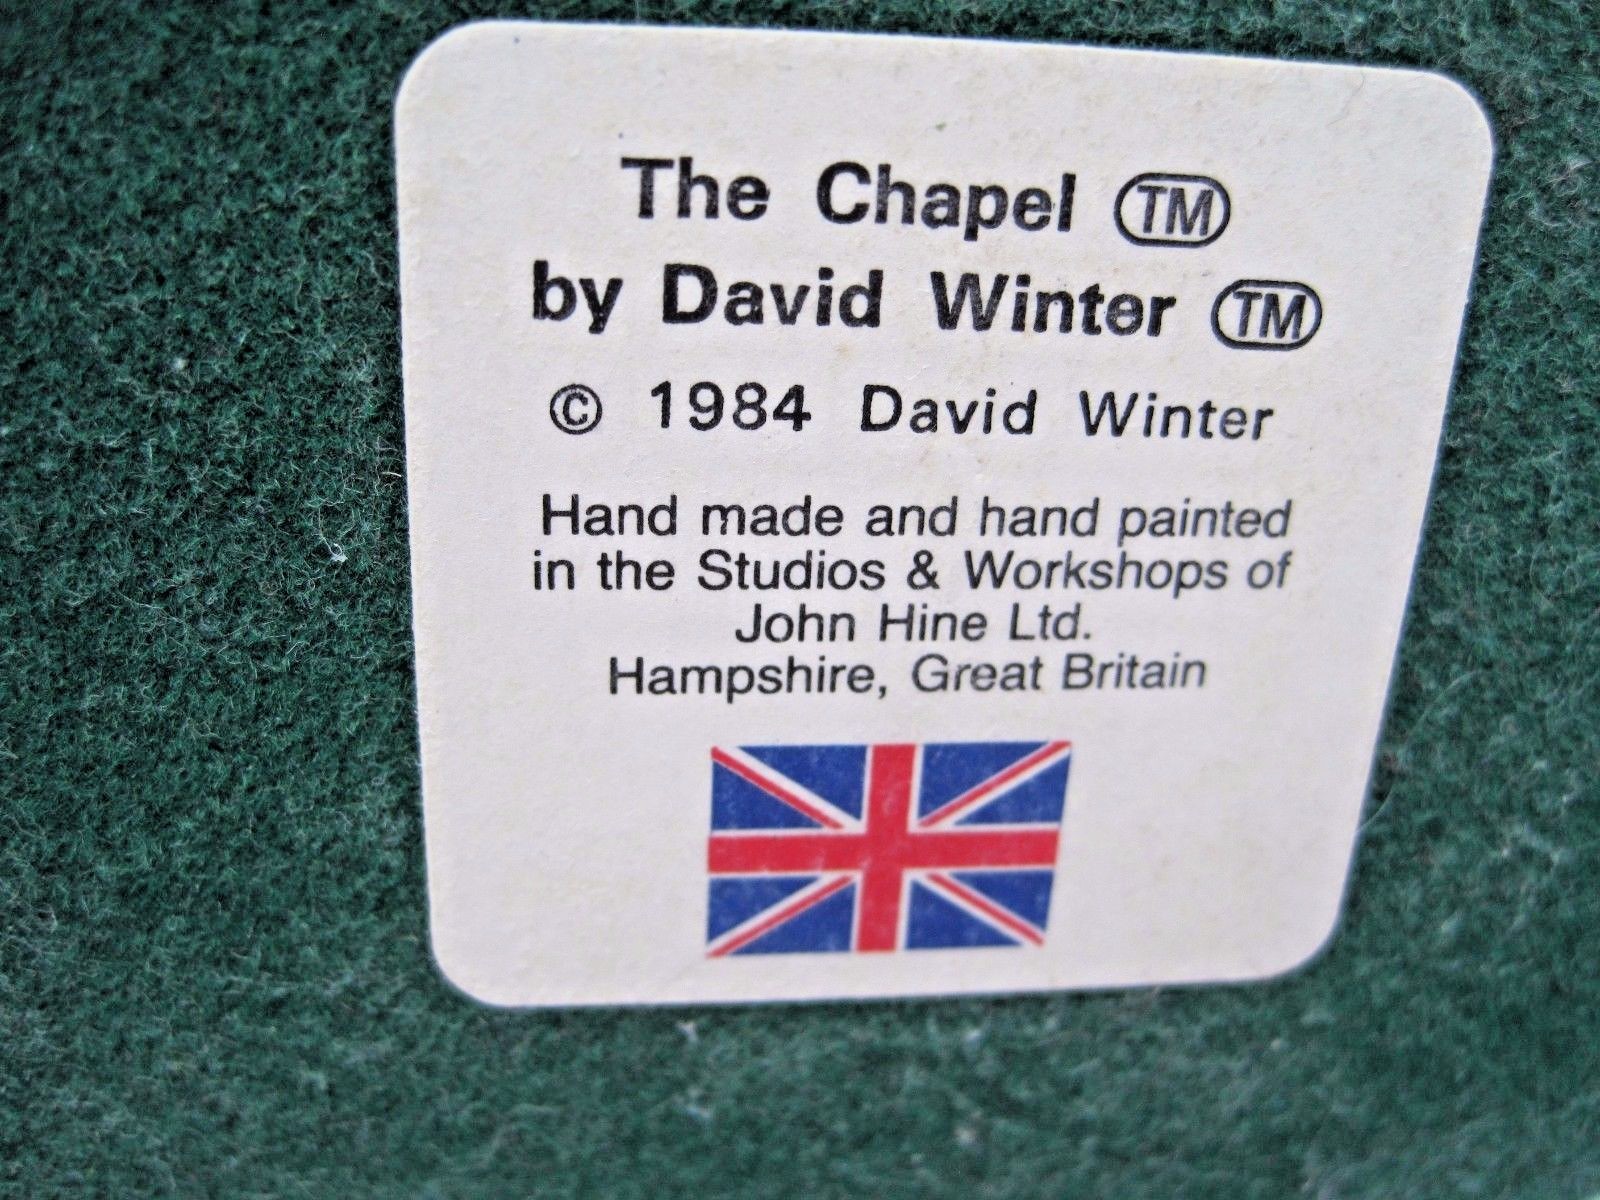 The Chapel TM
by David Winter TM
© 1984 David Winter
Hand made and hand painted
in the Studios & Workshops of
John Hine Ltd.
Hampshire, Great Britain